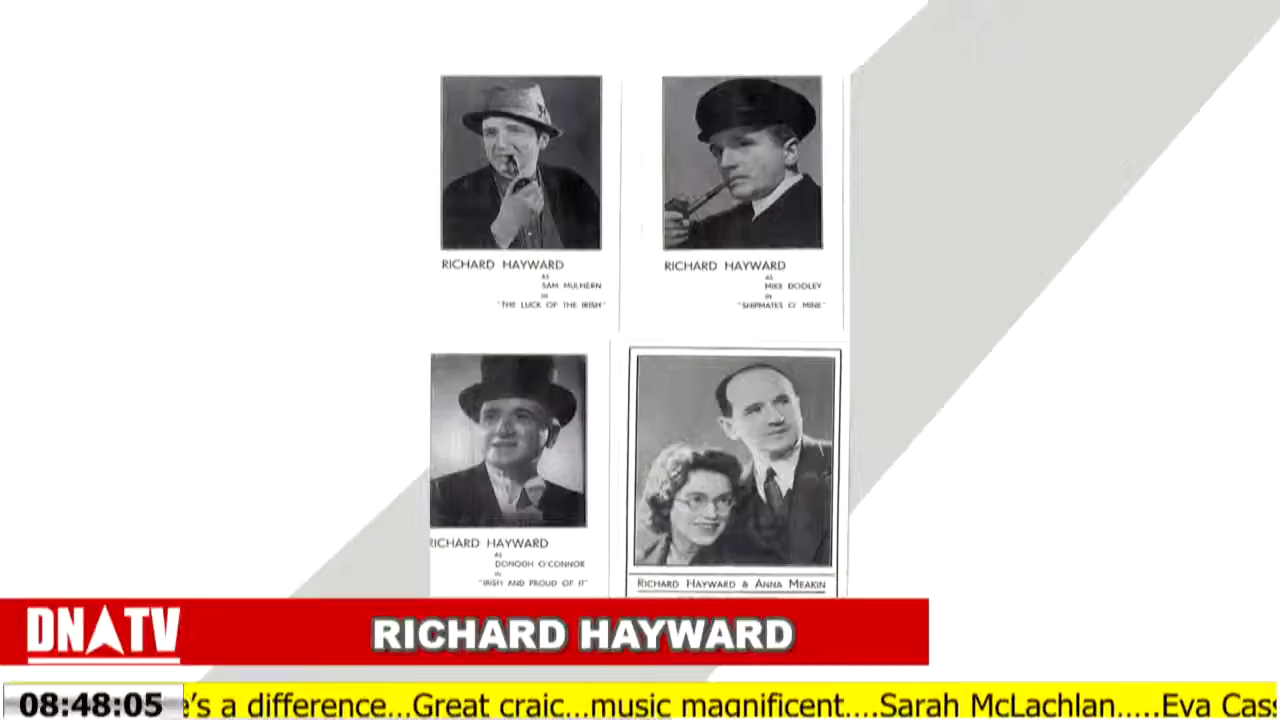 RICHARD HAYWARD
AS
SAM MULHERN
IN
"THE LUCK OF THE IRISH"
RICHARD HAYWARD
AS
MIKE DOOLEY
IN
"SHIPMATES O' MINE"
RICHARD HAYWARD
AS
DONOGH O'CONNOR
IN
"IRISH AND PROUD OF IT"
RICHARD HAYWARD & ANNA MEAKIN
DNATV
RICHARD HAYWARD
08:48:05
’s a difference...Great craic...music magnificent....Sarah McLachlan.....Eva Cass